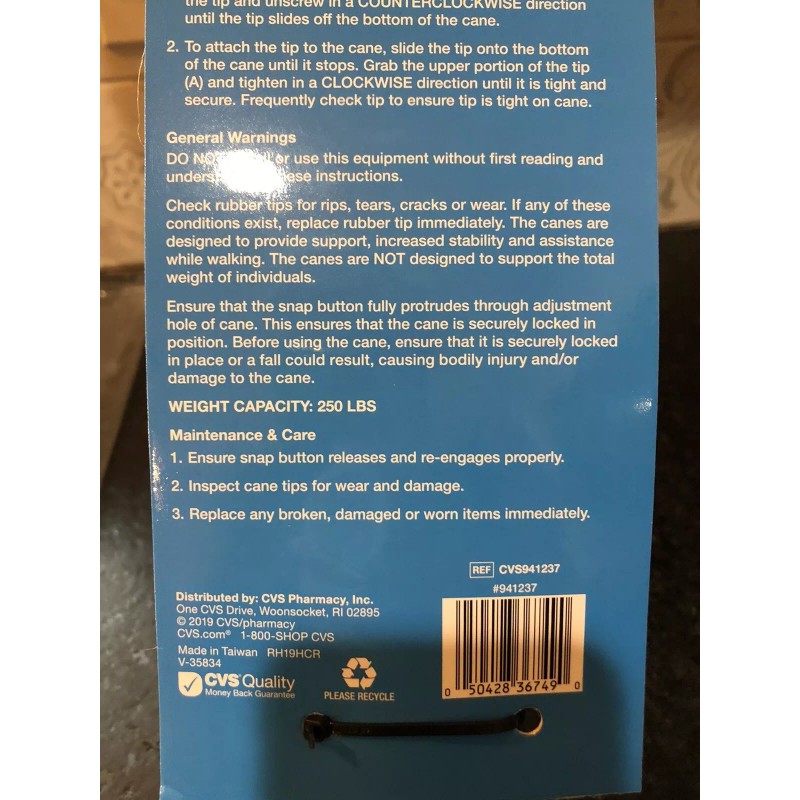 the tip and unscrew in a COUNTERCLOCKWISE direction
until the tip slides off the bottom of the cane.
2. To attach the tip to the cane, slide the tip onto the bottom
of the cane until it stops. Grab the upper portion of the tip
(A) and tighten in a CLOCKWISE direction until it is tight and
secure. Frequently check tip to ensure tip is tight on cane.
General Warnings
DO or use this equipment without first reading and
these instructions.
Check rubber tips for rips, tears, cracks or wear. If any of these
conditions exist, replace rubber tip immediately. The canes are
designed to provide support, increased stability and assistance
while walking. The canes are NOT designed to support the total
weight of individuals.
Ensure that the snap button fully protrudes through adjustment
hole of cane. This ensures that the cane is securely locked in
position. Before using the cane, ensure that it is securely locked
in place or a fall could result, causing bodily injury and/or
damage to the cane.
WEIGHT CAPACITY: 250 LBS
Maintenance & Care
1. Ensure snap button releases and re-engages properly.
2. Inspect cane tips for wear and damage.
3. Replace any broken, damaged or worn items immediately.
REF CVS941237
#941237
Distributed by: CVS Pharmacy, Inc.
One CVS Drive, Woonsocket, RI 02895
© 2019 CVS/pharmacy
CVS.com® 1-800-SHOP CVS
Made in Taiwan RH19HCR
V-35834
CVS Quality
Money Back Guarantee
PLEASE RECYCLE
0 50428 36749 0